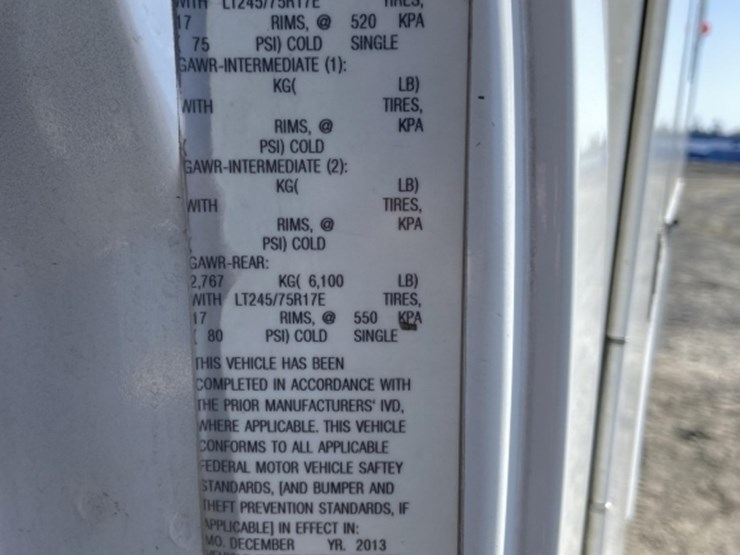 WITH LT245/75R17E TIRES,
17 RIMS, @ 520 KPA
75 PSI) COLD SINGLE
GAWR-INTERMEDIATE (1):
KG( LB)
WITH TIRES,
RIMS, @ KPA
( PSI) COLD
GAWR-INTERMEDIATE (2):
KG( LB)
WITH TIRES,
RIMS, @ KPA
PSI) COLD
GAWR-REAR:
2,767 KG( 6,100 LB)
WITH LT245/75R17E TIRES,
17 RIMS, @ 550 KPA
( 80 PSI) COLD SINGLE
THIS VEHICLE HAS BEEN
COMPLETED IN ACCORDANCE WITH
THE PRIOR MANUFACTURERS' IVD,
WHERE APPLICABLE. THIS VEHICLE
CONFORMS TO ALL APPLICABLE
FEDERAL MOTOR VEHICLE SAFTEY
STANDARDS, [AND BUMPER AND
THEFT PREVENTION STANDARDS, IF
APPLICABLE] IN EFFECT IN:
MO. DECEMBER YR. 2013